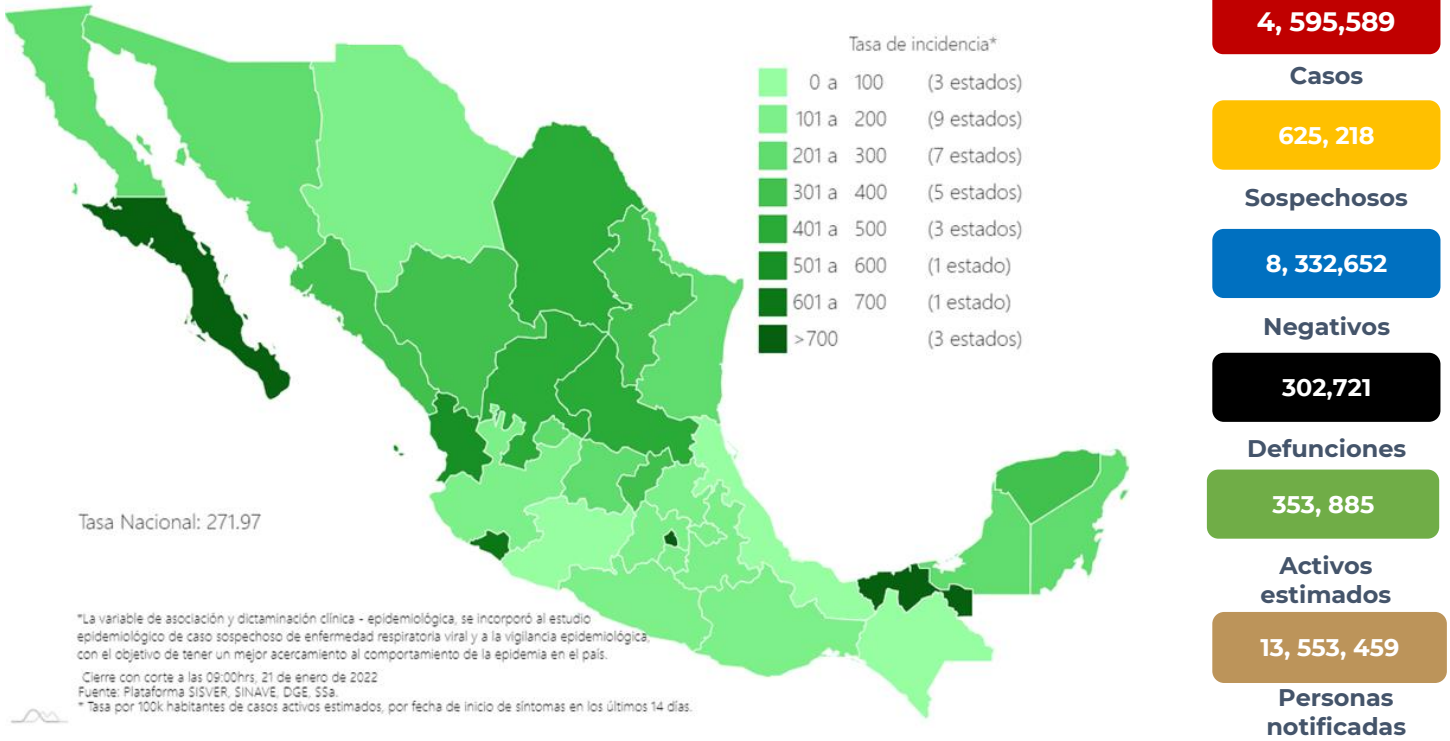 Tasa de incidencia*
0 a 100 (3 estados)
101 a 200 (9 estados)
201 a 300 (7 estados)
301 a 400 (5 estados)
401 a 500 (3 estados)
501 a 600 (1 estado)
601 a 700 (1 estado)
>700 (3 estados)
Tasa Nacional: 271.97
*La variable de asociación y dictaminación clínica - epidemiológica, se incorporó al estudio
epidemiológico de caso sospechoso de enfermedad respiratoria viral y a la vigilancia epidemiológica,
con el objetivo de tener un mejor acercamiento al comportamiento de la epidemia en el país.
Cierre con corte a las 09:00hrs, 21 de enero de 2022
Fuente: Plataforma SISVER, SINAVE, DGE, SSa.
* Tasa por 100k habitantes de casos activos estimados, por fecha de inicio de síntomas en los últimos 14 días.
4, 595,589
Casos
625, 218
Sospechosos
8, 332,652
Negativos
302,721
Defunciones
353, 885
Activos
estimados
13, 553, 459
Personas
notificadas